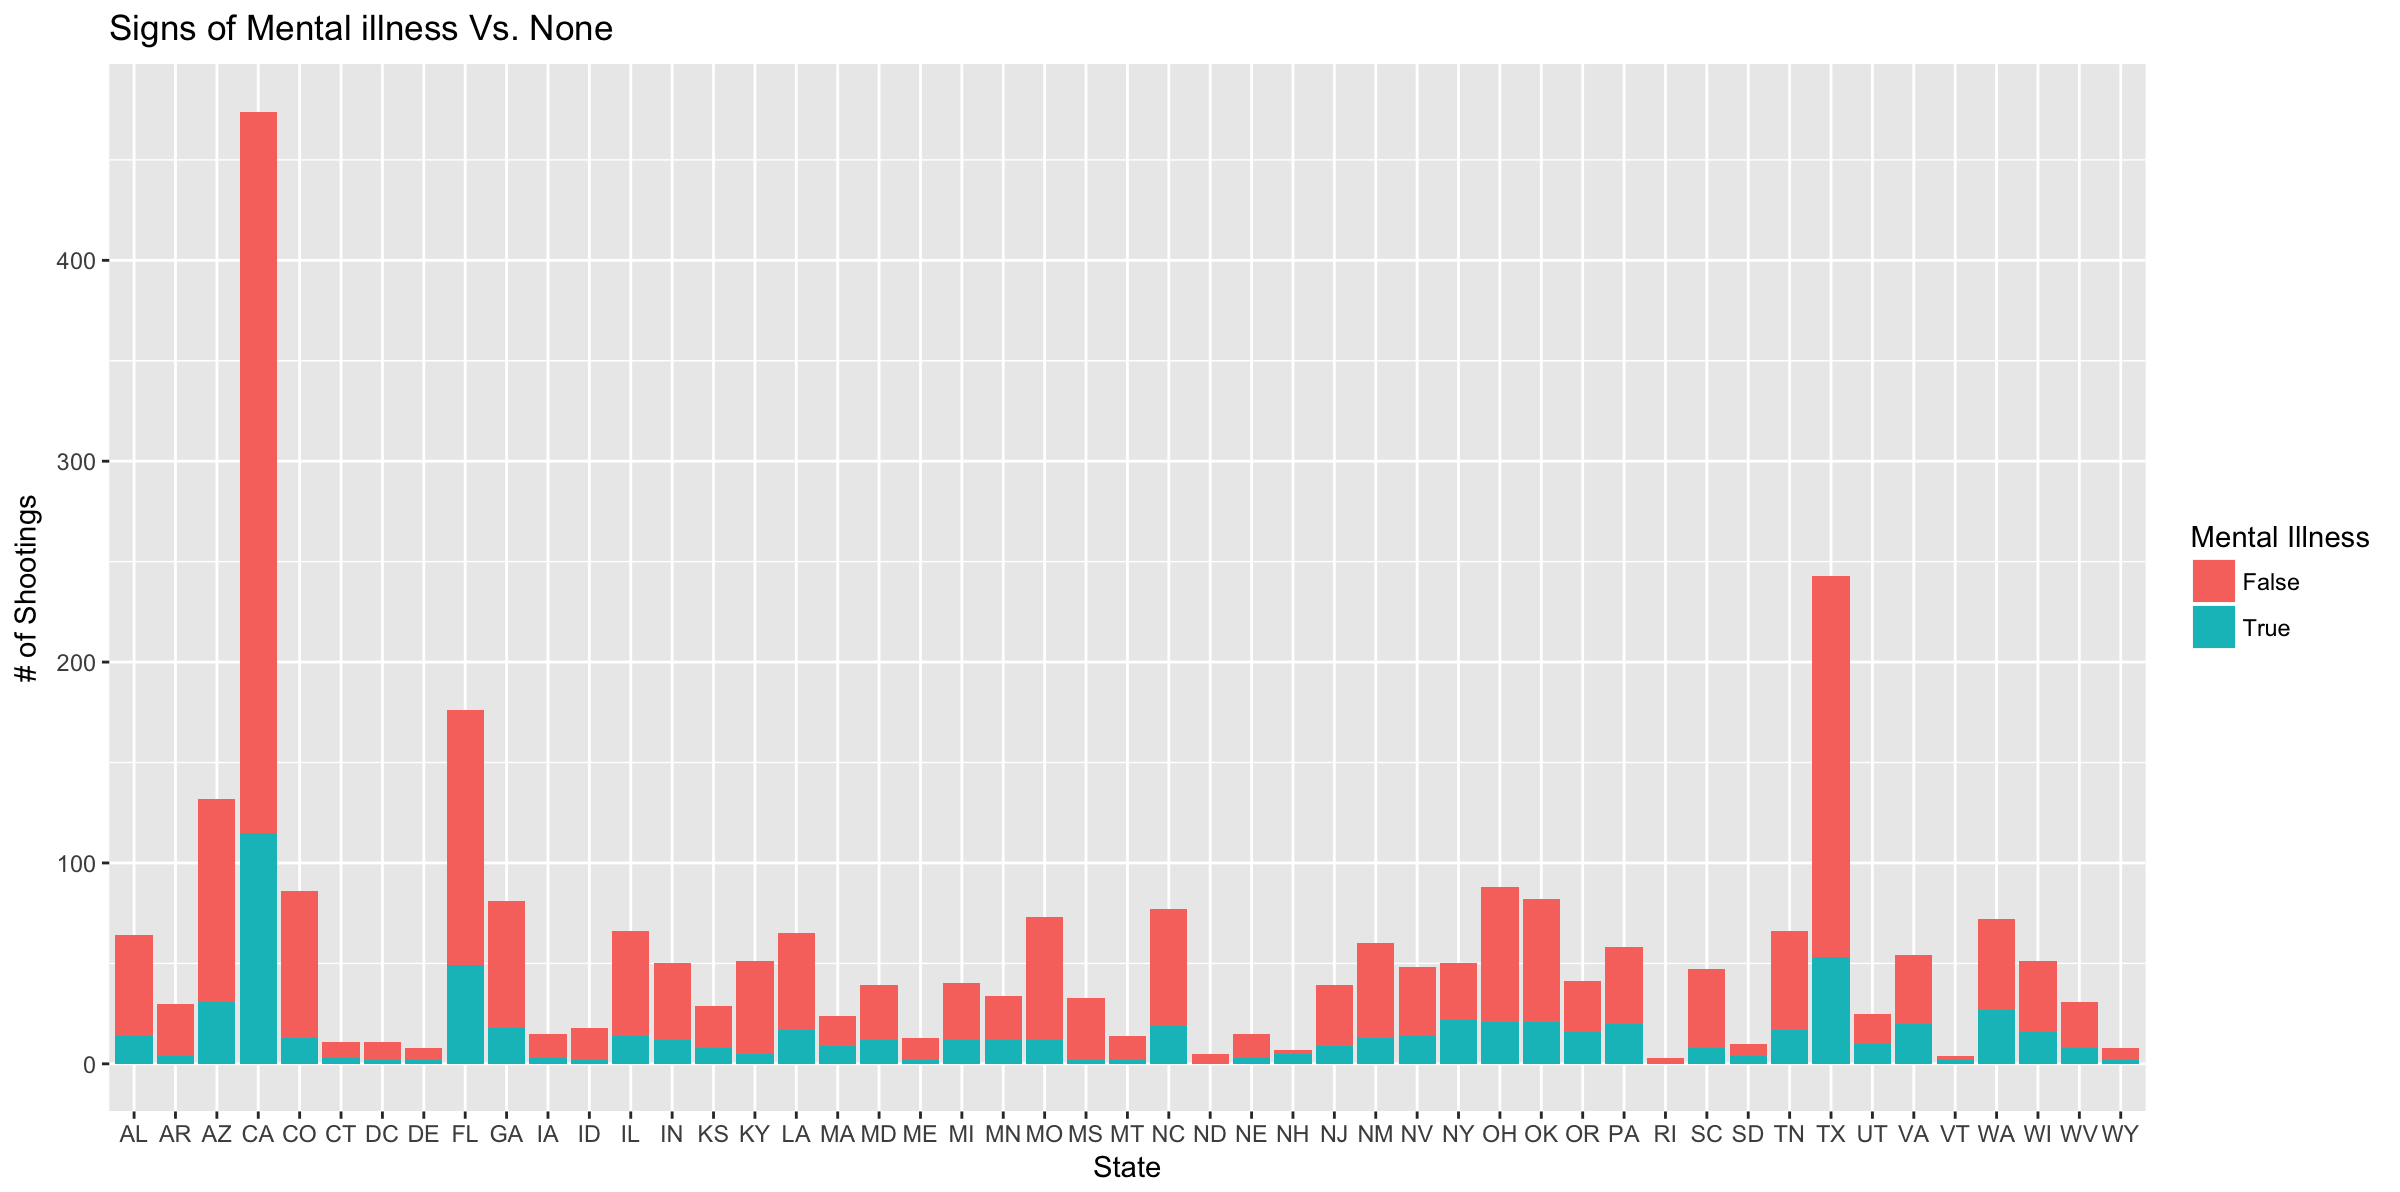 Signs of Mental illness Vs. None
# of Shootings
400
300
200
100
0
AL AR AZ CA CO CT DC DE FL GA IA ID IL IN KS KY LA MA MD ME MI MN MO MS MT NC ND NE NH NJ NM NV NY OH OK OR PA RI SC SD TN TX UT VA VT WA WI WV WY
State
Mental Illness
False
True